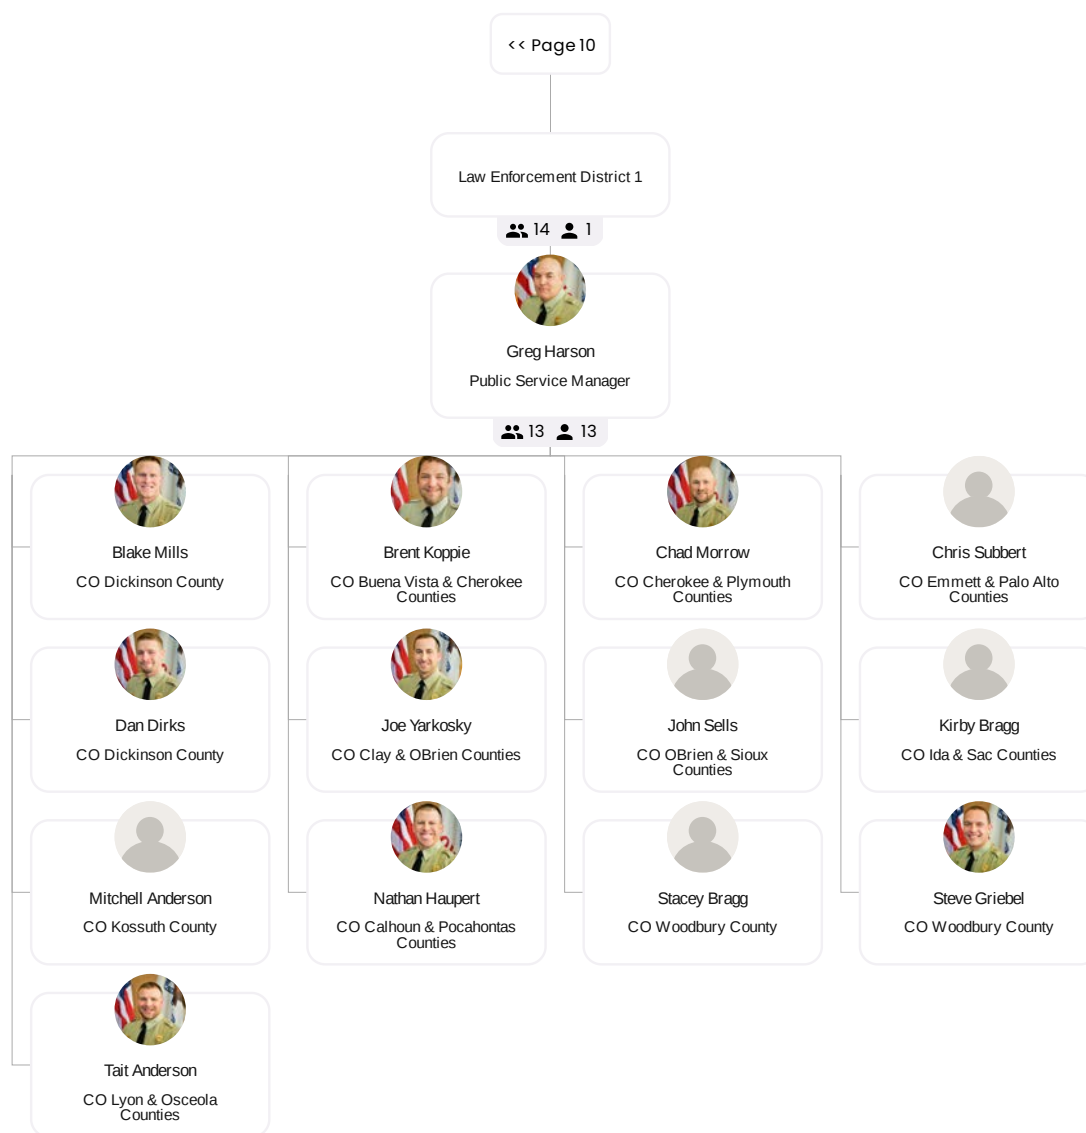 << Page 10
Law Enforcement District 1
14 1
Greg Harson
Public Service Manager
13 13
Blake Mills
CO Dickinson County
Brent Koppie
CO Buena Vista & Cherokee
Counties
Chad Morrow
CO Cherokee & Plymouth
Counties
Chris Subbert
CO Emmett & Palo Alto
Counties
Dan Dirks
CO Dickinson County
Joe Yarkosky
CO Clay & OBrien Counties
John Sells
CO OBrien & Sioux
Counties
Kirby Bragg
CO Ida & Sac Counties
Mitchell Anderson
CO Kossuth County
Nathan Haupert
CO Calhoun & Pocahontas
Counties
Stacey Bragg
CO Woodbury County
Steve Griebel
CO Woodbury County
Tait Anderson
CO Lyon & Osceola
Counties